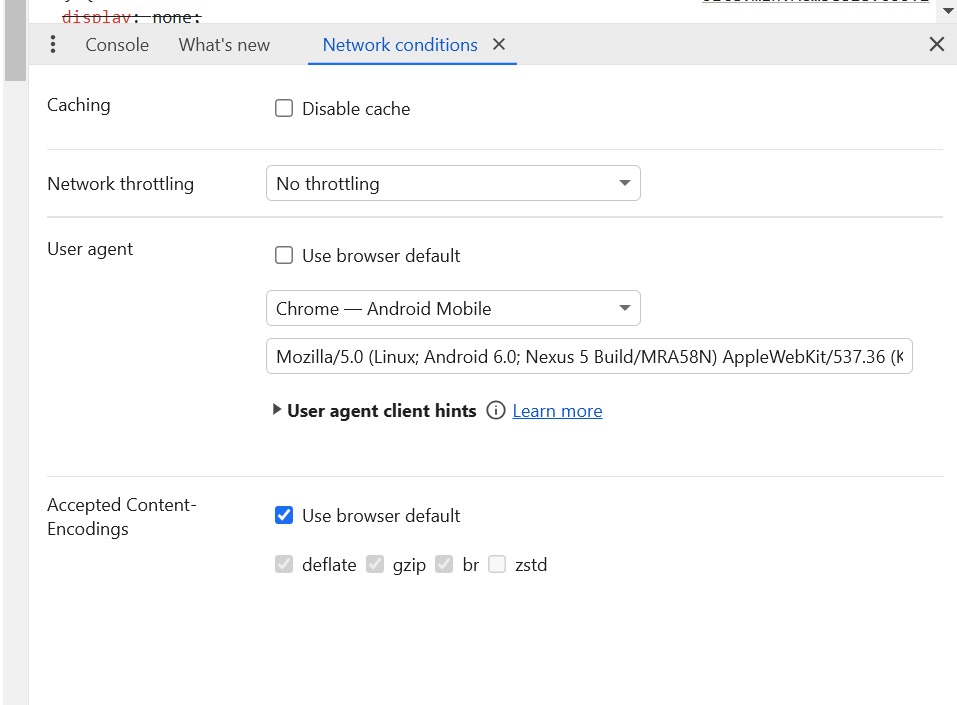 display: none;
Console What's new Network conditions
Caching Disable cache
Network throttling No throttling
User agent Use browser default
Chrome — Android Mobile
Mozilla/5.0 (Linux; Android 6.0; Nexus 5 Build/MRA58N) AppleWebKit/537.36 (K
User agent client hints Learn more
Accepted Content-
Encodings
Use browser default
deflate gzip br zstd